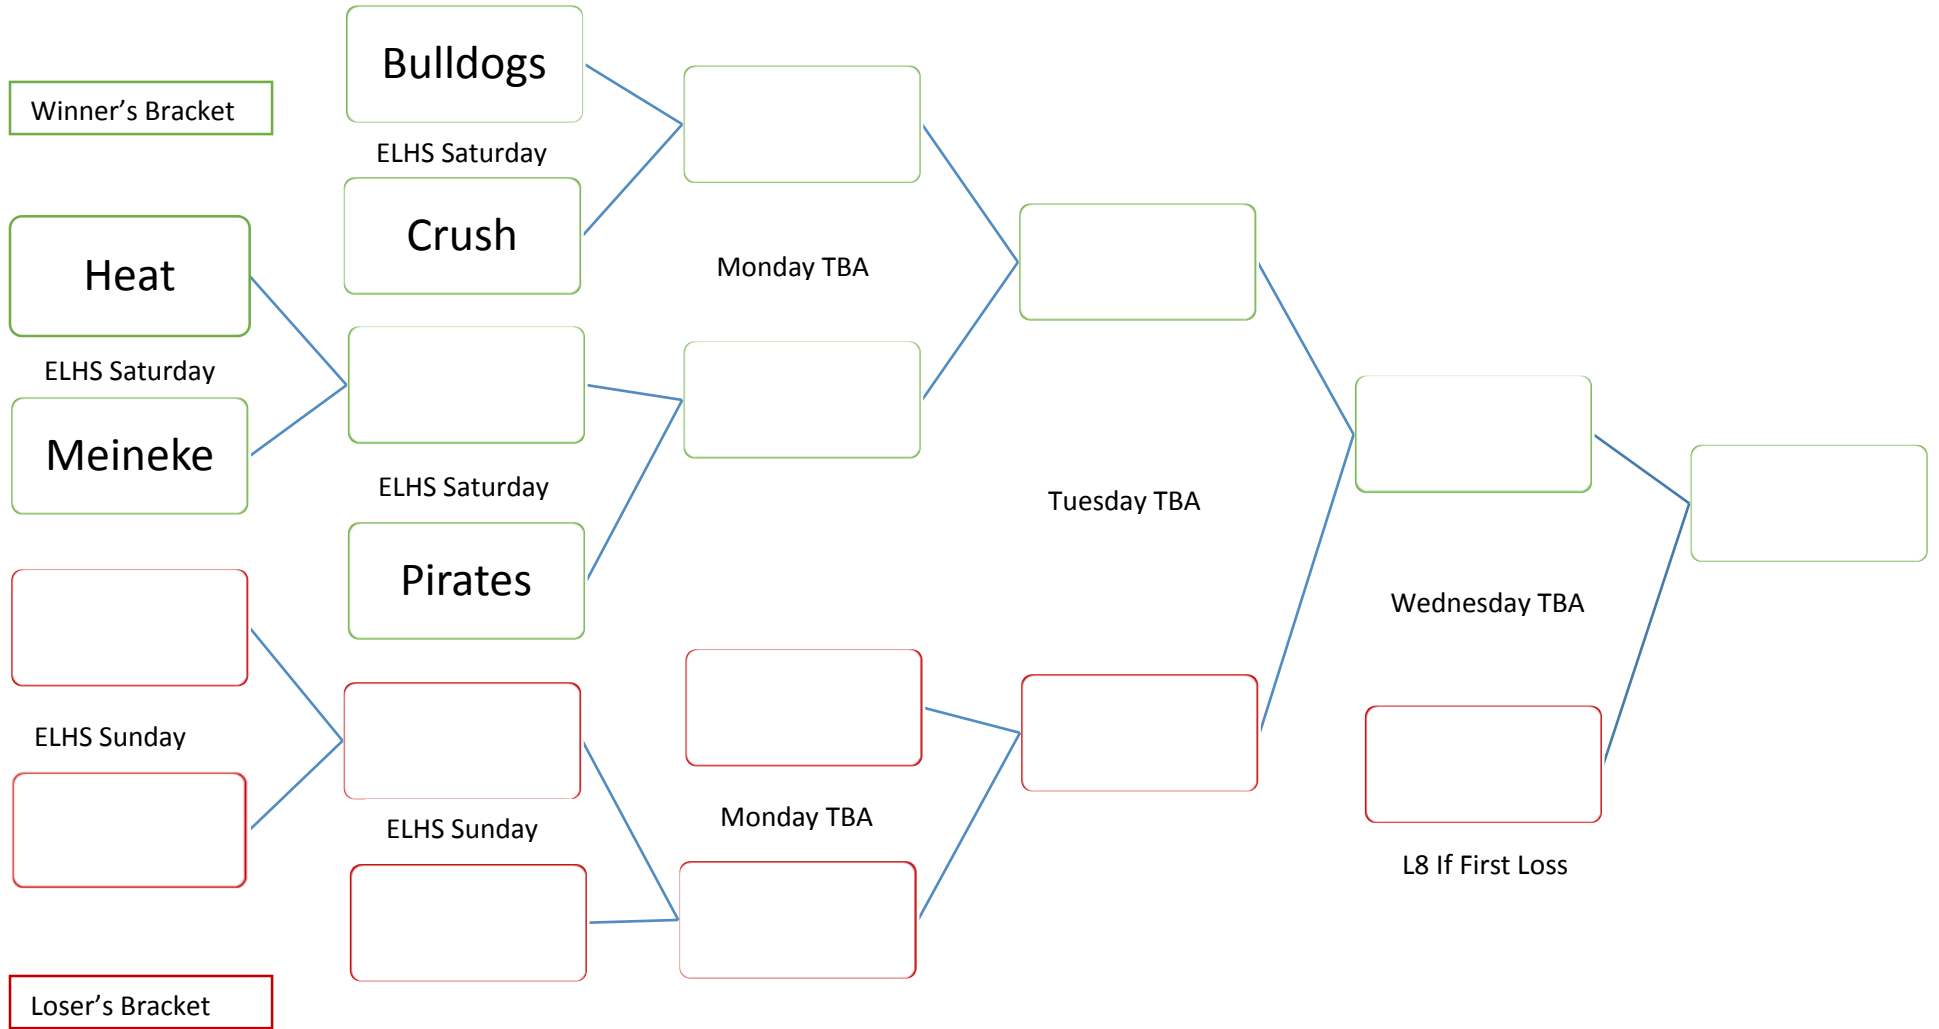 Bulldogs
Winner's Bracket
ELHS Saturday
Crush
Heat
Monday TBA
ELHS Saturday
Meineke
ELHS Saturday
Tuesday TBA
Pirates
Wednesday TBA
ELHS Sunday
Monday TBA
ELHS Sunday
L8 If First Loss
Loser's Bracket